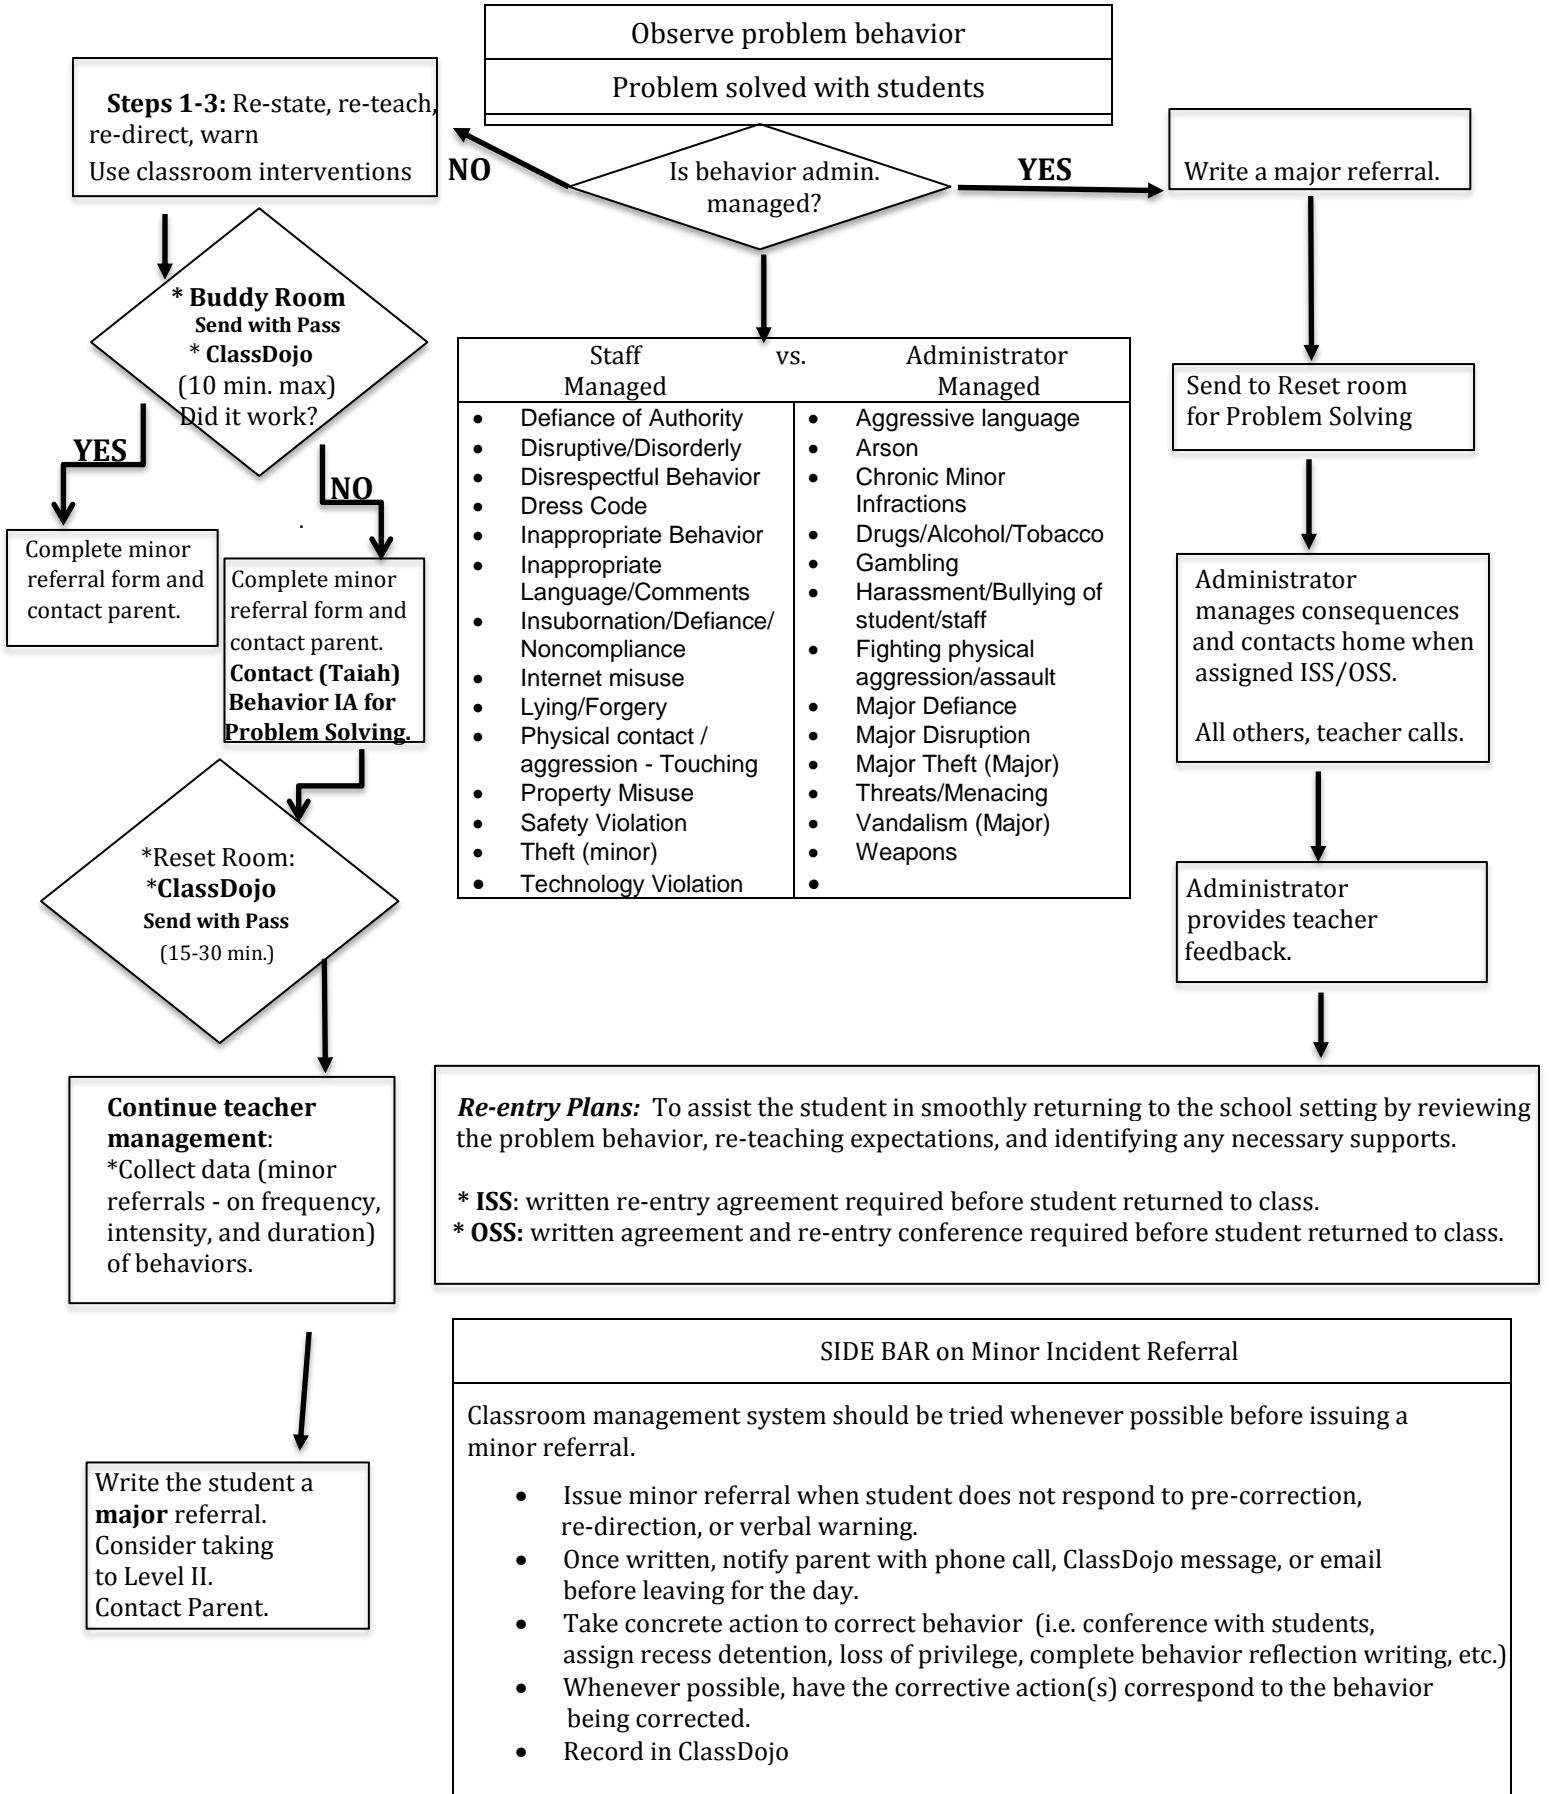 Observe problem behavior
Problem solved with students
Steps 1-3: Re-state, re-teach,
re-direct, warn
Use classroom interventions
NO
Is behavior admin.
managed?
YES
Write a major referral.
* Buddy Room
Send with Pass
* ClassDojo
(10 min. max)
Did it work?
YES
NO
.
Complete minor
referral form and
contact parent.
Complete minor
referral form and
contact parent.
Contact (Taiah)
Behavior IA for
Problem Solving.
*Reset Room:
*ClassDojo
Send with Pass
(15-30 min.)
Continue teacher
management:
*Collect data (minor
referrals - on frequency,
intensity, and duration)
of behaviors.
Write the student a
major referral.
Consider taking
to Level II.
Contact Parent.
Staff vs. Administrator
Managed Managed
• Defiance of Authority
• Disruptive/Disorderly
• Disrespectful Behavior
• Dress Code
• Inappropriate Behavior
• Inappropriate
Language/Comments
• Insubornation/Defiance/
Noncompliance
• Internet misuse
• Lying/Forgery
• Physical contact /
aggression - Touching
• Property Misuse
• Safety Violation
• Theft (minor)
• Technology Violation
• Aggressive language
• Arson
• Chronic Minor
Infractions
• Drugs/Alcohol/Tobacco
• Gambling
• Harassment/Bullying of
student/staff
• Fighting physical
aggression/assault
• Major Defiance
• Major Disruption
• Major Theft (Major)
• Threats/Menacing
• Vandalism (Major)
• Weapons
•
Send to Reset room
for Problem Solving
Administrator
manages consequences
and contacts home when
assigned ISS/OSS.
All others, teacher calls.
Administrator
provides teacher
feedback.
Re-entry Plans: To assist the student in smoothly returning to the school setting by reviewing
the problem behavior, re-teaching expectations, and identifying any necessary supports.
* ISS: written re-entry agreement required before student returned to class.
* OSS: written agreement and re-entry conference required before student returned to class.
SIDE BAR on Minor Incident Referral
Classroom management system should be tried whenever possible before issuing a
minor referral.
• Issue minor referral when student does not respond to pre-correction,
re-direction, or verbal warning.
• Once written, notify parent with phone call, ClassDojo message, or email
before leaving for the day.
• Take concrete action to correct behavior (i.e. conference with students,
assign recess detention, loss of privilege, complete behavior reflection writing, etc.)
• Whenever possible, have the corrective action(s) correspond to the behavior
being corrected.
• Record in ClassDojo